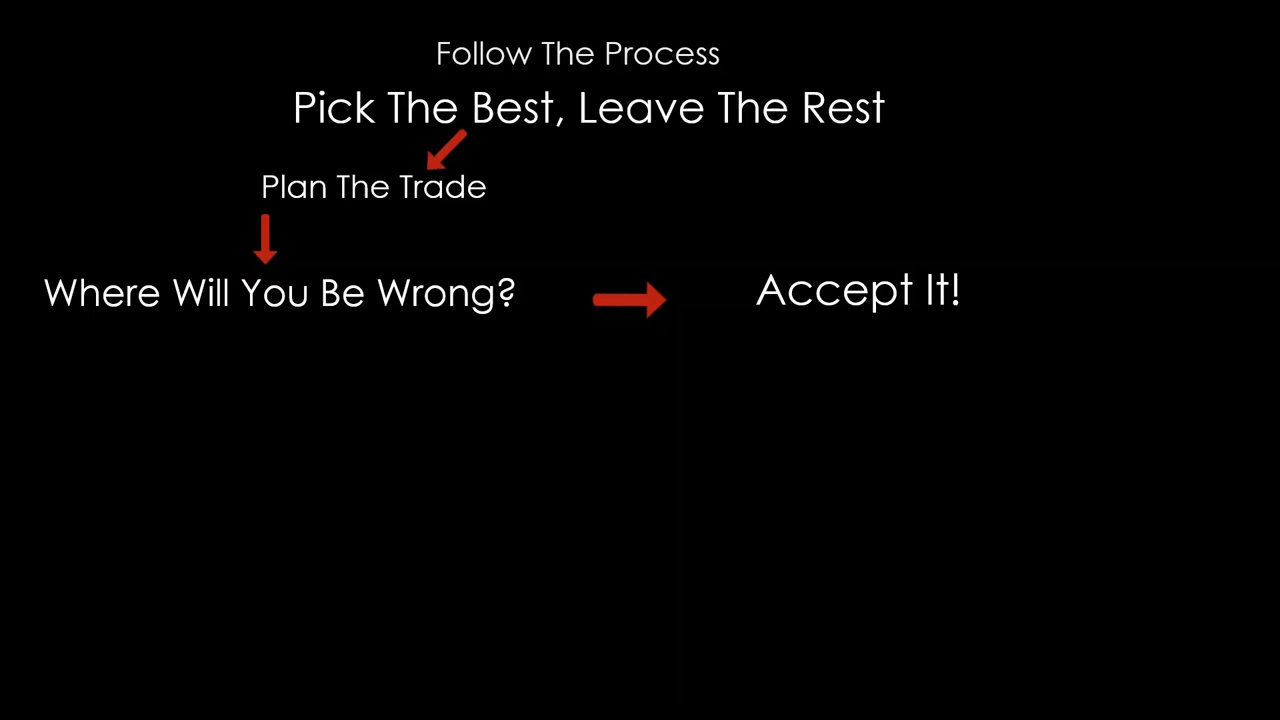 Follow The Process
Pick The Best, Leave The Rest
Plan The Trade
Where Will You Be Wrong?
Accept It!